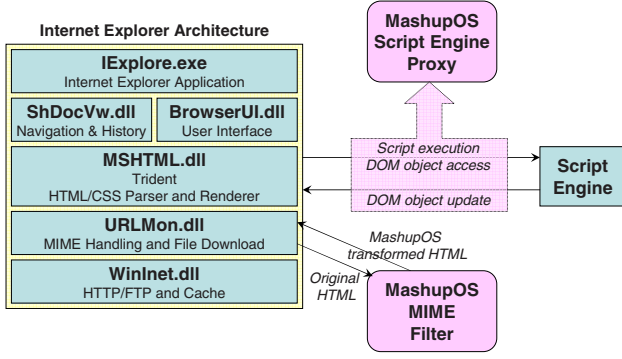 Internet Explorer Architecture
IExplore.exe
Internet Explorer Application
ShDocVw.dll
Navigation & History
BrowserUI.dll
User Interface
MSHTML.dll
Trident
HTML/CSS Parser and Renderer
URLMon.dll
MIME Handling and File Download
WinInet.dll
HTTP/FTP and Cache
MashupOS
Script Engine
Proxy
Script execution
DOM object access
DOM object update
Script
Engine
MashupOS
transformed HTML
Original
HTML
MashupOS
MIME
Filter